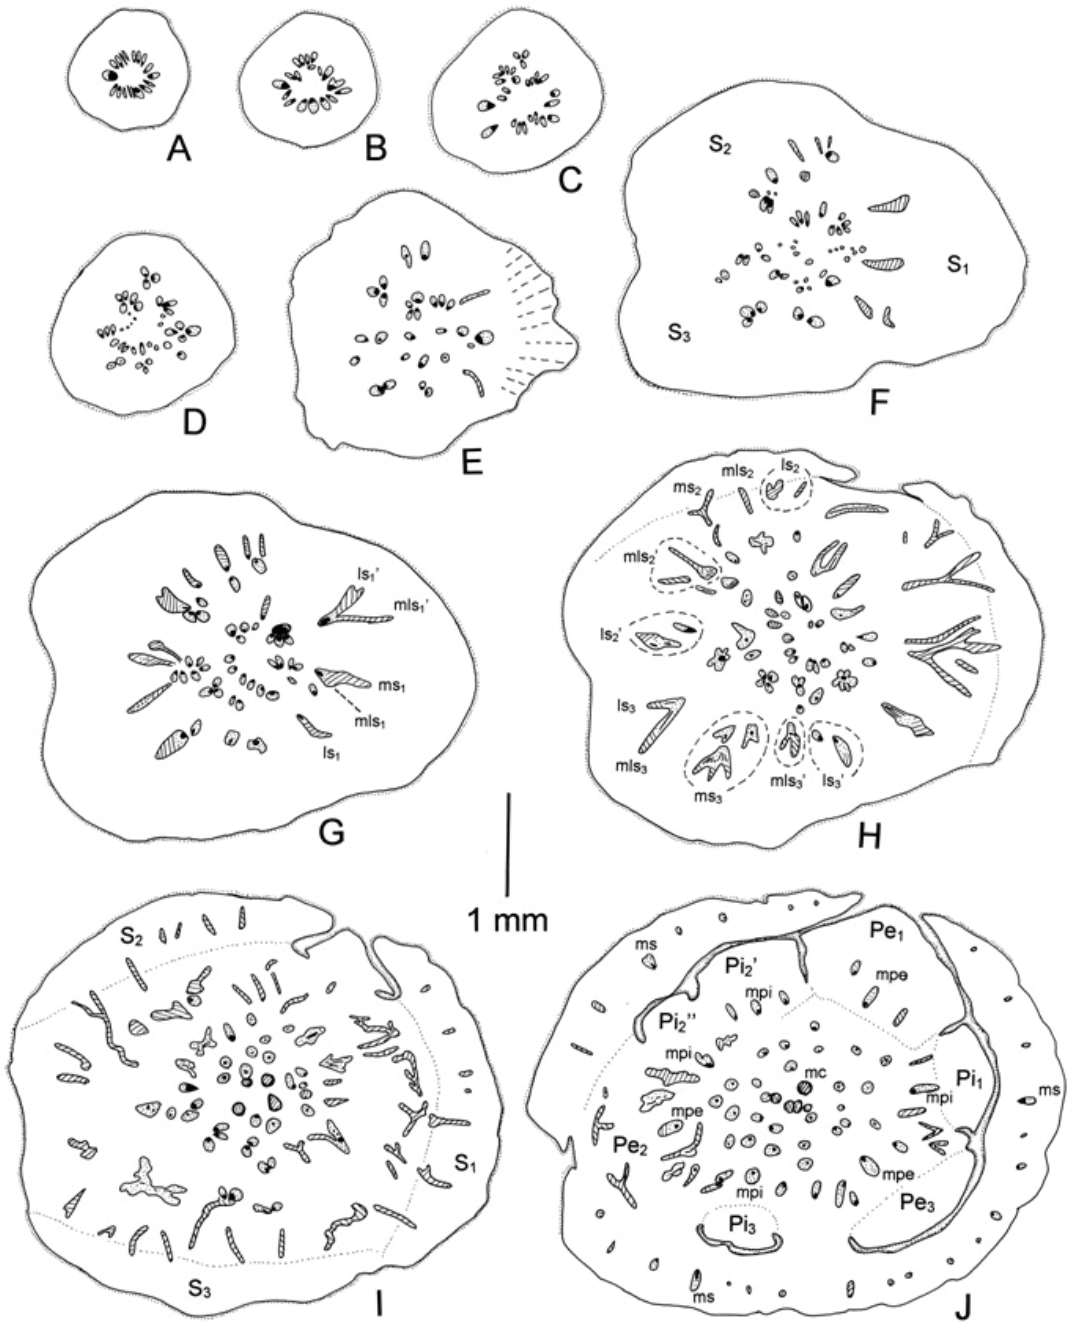 A
B
C
S₂
S₁
S₃
F
D
E
ls₁'
mls₁'
ms₁
mls₁
ls₁
G
ls₂
mls₂
ms₂
mls₂'
ls₂'
ls₃
mls₃
ms₃
mls₃'
ls₃'
H
1 mm
S₂
S₁
S₃
I
Pe₁
ms
Pi₂'
mpi
mpe
Pi₂''
mpi
mc
Pi₁
mpi
ms
mpe
Pe₂
mpe
Pe₃
mpi
Pi₃
ms
J